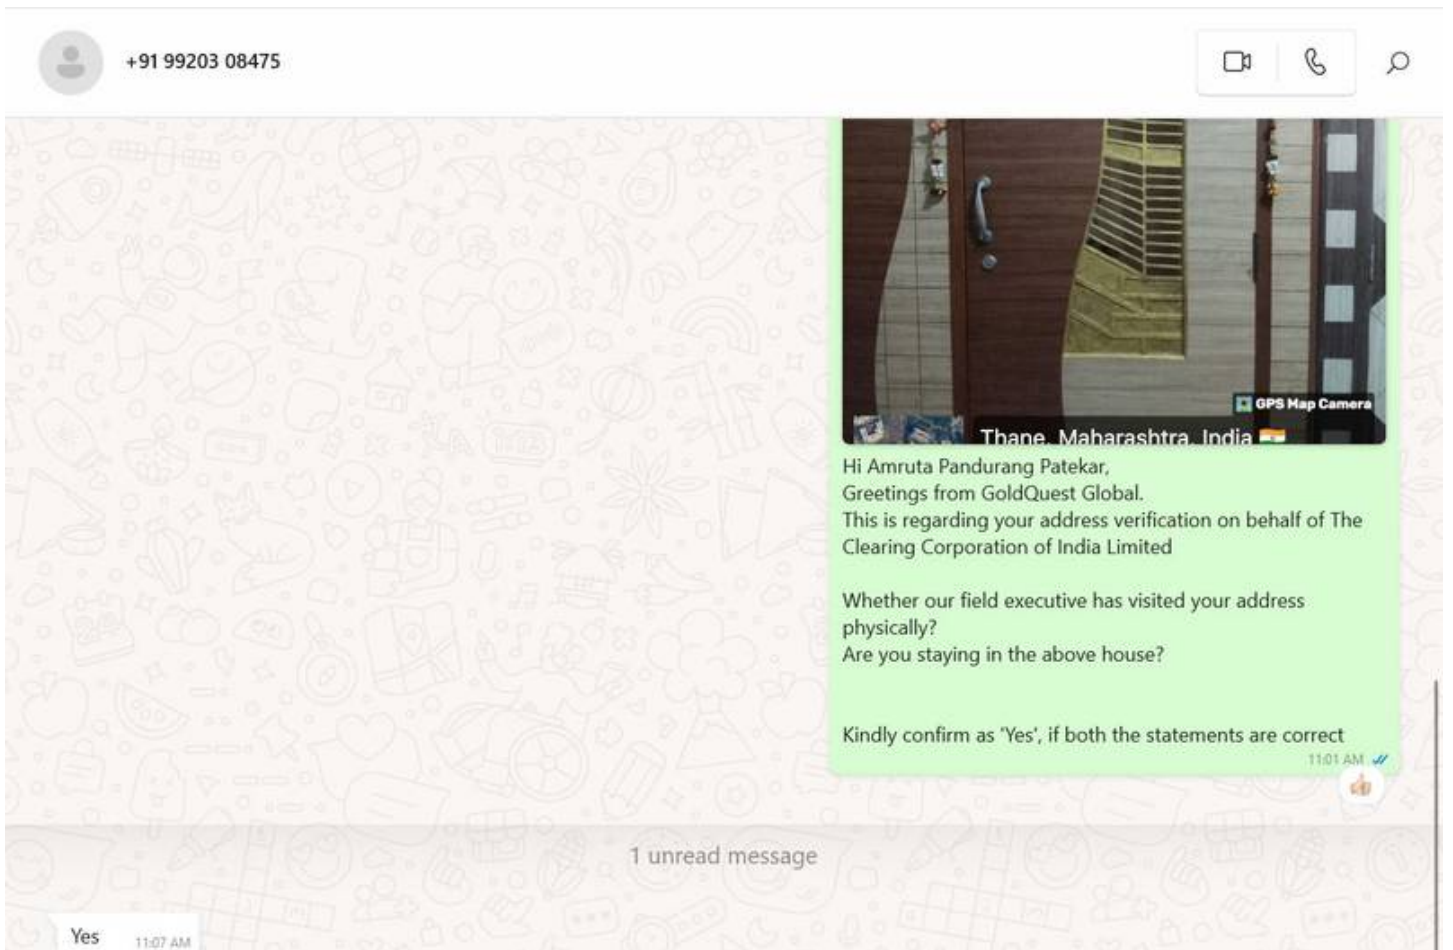 +91 99203 08475
GPS Map Camera
Thane, Maharashtra, India
Hi Amruta Pandurang Patekar,
Greetings from GoldQuest Global.
This is regarding your address verification on behalf of The
Clearing Corporation of India Limited
Whether our field executive has visited your address
physically?
Are you staying in the above house?
Kindly confirm as 'Yes', if both the statements are correct
11:01 AM
1 unread message
Yes
11:07 AM